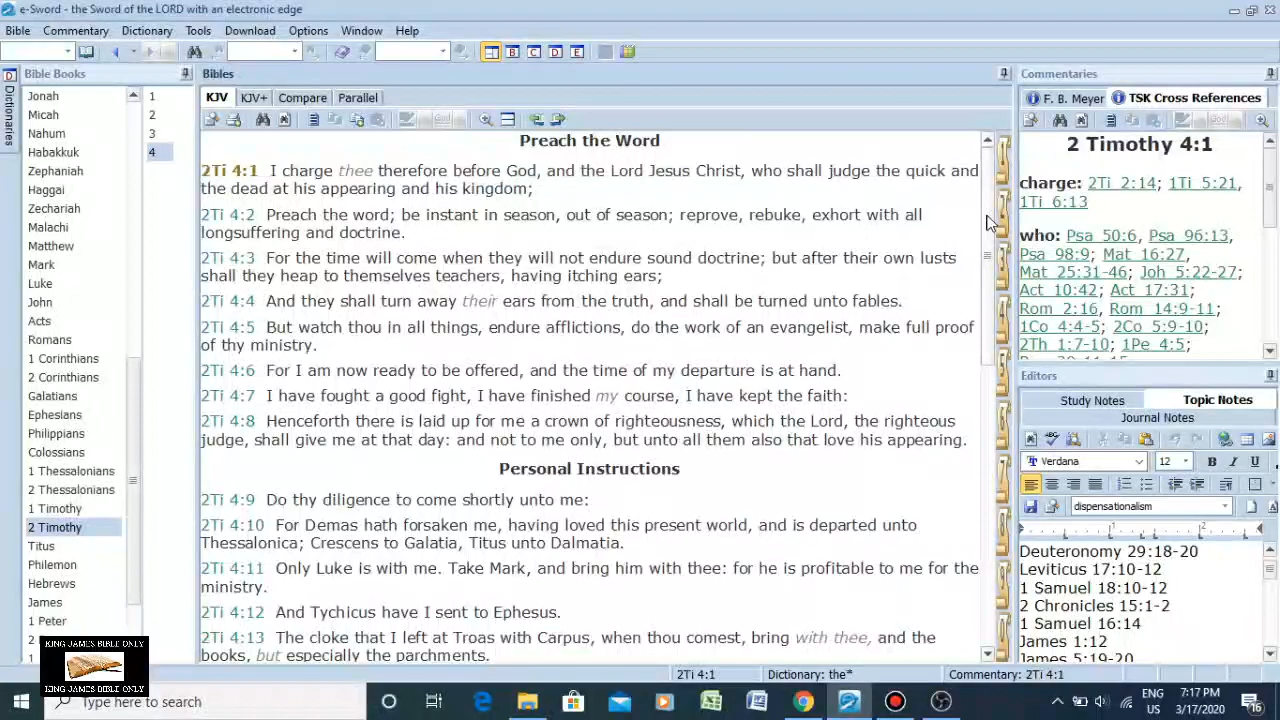 e-Sword - the Sword of the LORD with an electronic edge
Bible Commentary Dictionary Tools Download Options Window Help
B C D E
D Dictionaries
Bible Books
Jonah
Micah
Nahum
Habakkuk
Zephaniah
Haggai
Zechariah
Malachi
Matthew
Mark
Luke
John
Acts
Romans
1 Corinthians
2 Corinthians
Galatians
Ephesians
Philippians
Colossians
1 Thessalonians
2 Thessalonians
1 Timothy
2 Timothy
Titus
Philemon
Hebrews
James
1 Peter
1
2
3
4
Bibles
KJV KJV+ Compare Parallel
Preach the Word
2Ti 4:1 I charge thee therefore before God, and the Lord Jesus Christ, who shall judge the quick and
the dead at his appearing and his kingdom;
2Ti 4:2 Preach the word; be instant in season, out of season; reprove, rebuke, exhort with all
longsuffering and doctrine.
2Ti 4:3 For the time will come when they will not endure sound doctrine; but after their own lusts
shall they heap to themselves teachers, having itching ears;
2Ti 4:4 And they shall turn away their ears from the truth, and shall be turned unto fables.
2Ti 4:5 But watch thou in all things, endure afflictions, do the work of an evangelist, make full proof
of thy ministry.
2Ti 4:6 For I am now ready to be offered, and the time of my departure is at hand.
2Ti 4:7 I have fought a good fight, I have finished my course, I have kept the faith:
2Ti 4:8 Henceforth there is laid up for me a crown of righteousness, which the Lord, the righteous
judge, shall give me at that day: and not to me only, but unto all them also that love his appearing.
Personal Instructions
2Ti 4:9 Do thy diligence to come shortly unto me:
2Ti 4:10 For Demas hath forsaken me, having loved this present world, and is departed unto
Thessalonica; Crescens to Galatia, Titus unto Dalmatia.
2Ti 4:11 Only Luke is with me. Take Mark, and bring him with thee: for he is profitable to me for the
ministry.
2Ti 4:12 And Tychicus have I sent to Ephesus.
2Ti 4:13 The cloke that I left at Troas with Carpus, when thou comest, bring with thee, and the
books, but especially the parchments.
Commentaries
F. B. Meyer TSK Cross References
2 Timothy 4:1
charge: 2Ti 2:14; 1Ti 5:21,
1Ti 6:13
who: Psa 50:6, Psa 96:13,
Psa 98:9; Mat 16:27,
Mat 25:31-46; Joh 5:22-27;
Act 10:42; Act 17:31;
Rom 2:16, Rom 14:9-11;
1Co 4:4-5; 2Co 5:9-10;
2Th 1:7-10; 1Pe 4:5;
Editors
Study Notes Topic Notes
Journal Notes
Verdana 12 B I U
dispensationalism
1 2
Deuteronomy 29:18-20
Leviticus 17:10-12
1 Samuel 18:10-12
2 Chronicles 15:1-2
1 Samuel 16:14
James 1:12
James 5:19-20
2Ti 4:1 Dictionary: the* Commentary: 2Ti 4:1
KING JAMES BIBLE ONLY
KING JAMES BIBLE ONLY
Type here to search
ENG
US
7:17 PM
3/17/2020
16